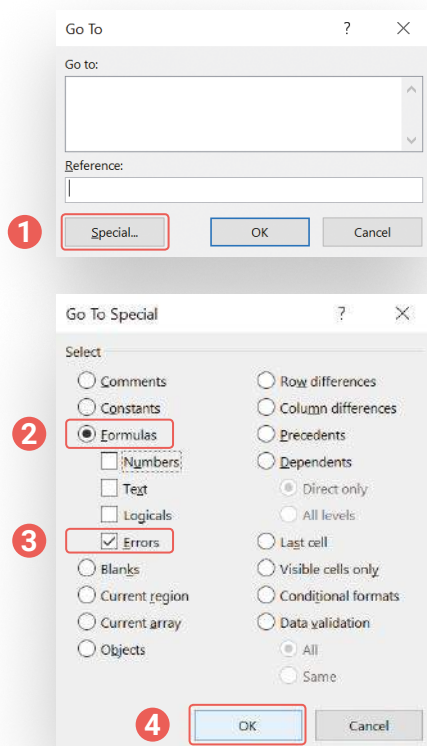 Go To ? ×
Go to:
Reference:
1 Special... OK Cancel
Go To Special ? ×
Select
Comments Row differences
Constants Column differences
2 Formulas Precedents
Numbers Dependents
Text Direct only
Logicals All levels
3 Errors Last cell
Blanks Visible cells only
Current region Conditional formats
Current array Data validation
Objects All
Same
4 OK Cancel